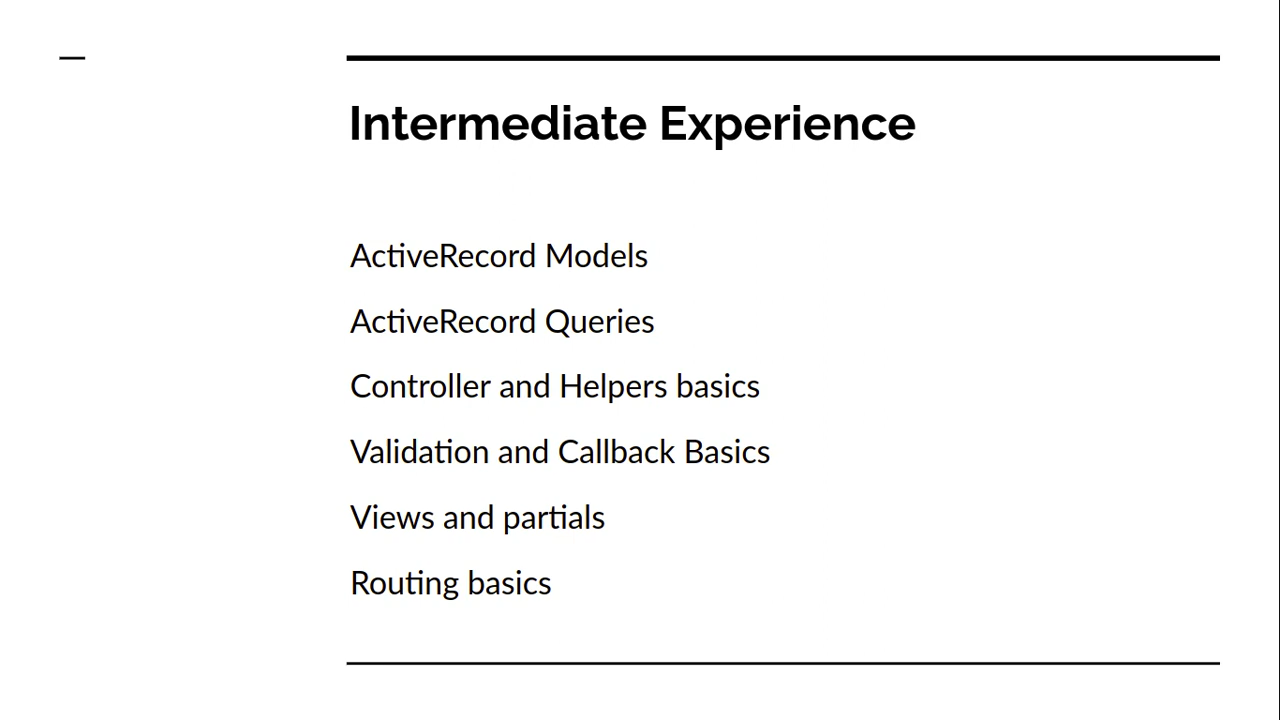 Intermediate Experience
ActiveRecord Models
ActiveRecord Queries
Controller and Helpers basics
Validation and Callback Basics
Views and partials
Routing basics